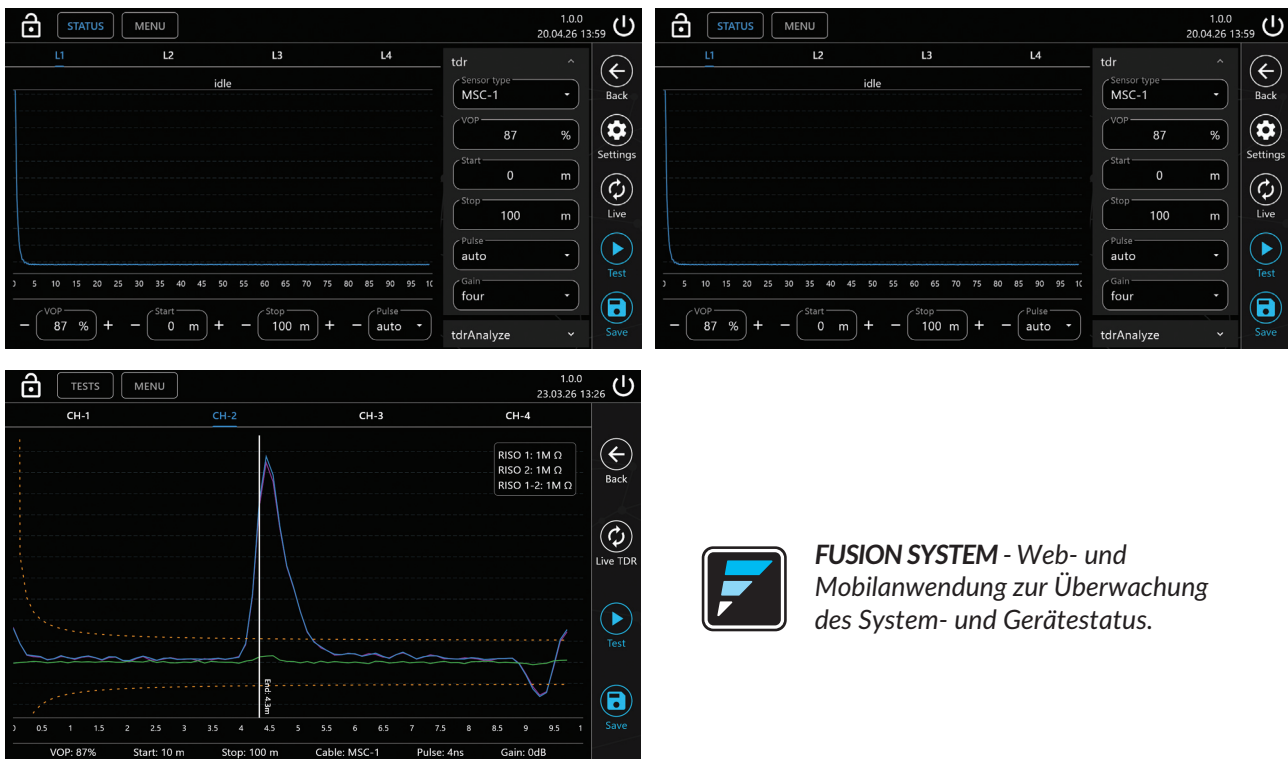 STATUS MENU 1.0.0
20.04.26 13:59
L1 L2 L3 L4
idle
0 5 10 15 20 25 30 35 40 45 50 55 60 65 70 75 80 85 90 95 10
VOP
87 %
Start
0 m
Stop
100 m
Pulse
auto
− + − + − + −
tdr
Sensor type
MSC-1
VOP
87 %
Start
0 m
Stop
100 m
Pulse
auto
Gain
four
tdrAnalyze
Back
Settings
Live
Test
Save
STATUS MENU 1.0.0
20.04.26 13:59
L1 L2 L3 L4
idle
0 5 10 15 20 25 30 35 40 45 50 55 60 65 70 75 80 85 90 95 10
VOP
87 %
Start
0 m
Stop
100 m
Pulse
auto
− + − + − + −
tdr
Sensor type
MSC-1
VOP
87 %
Start
0 m
Stop
100 m
Pulse
auto
Gain
four
tdrAnalyze
Back
Settings
Live
Test
Save
TESTS MENU 1.0.0
23.03.26 13:26
CH-1 CH-2 CH-3 CH-4
RISO 1: 1M Ω
RISO 2: 1M Ω
RISO 1-2: 1M Ω
End: 4.3m
0 0.5 1 1.5 2 2.5 3 3.5 4 4.5 5 5.5 6 6.5 7 7.5 8 8.5 9 9.5 1
VOP: 87% Start: 10 m Stop: 100 m Cable: MSC-1 Pulse: 4ns Gain: 0dB
Back
Live TDR
Test
Save
FUSION SYSTEM - Web- und
Mobilanwendung zur Überwachung
des System- und Gerätestatus.